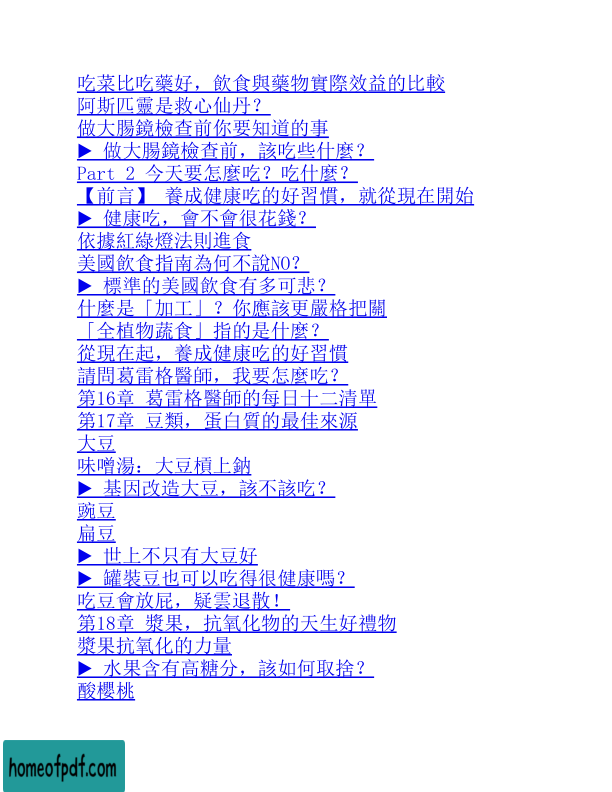 吃菜比吃藥好，飲食與藥物實際效益的比較
阿斯匹靈是救心仙丹？
做大腸鏡檢查前你要知道的事
▶ 做大腸鏡檢查前，該吃些什麼？
Part 2 今天要怎麼吃？吃什麼？
【前言】 養成健康吃的好習慣，就從現在開始
▶ 健康吃，會不會很花錢？
依據紅綠燈法則進食
美國飲食指南為何不說NO？
▶ 標準的美國飲食有多可悲？
什麼是「加工」？你應該更嚴格把關
「全植物蔬食」指的是什麼？
從現在起，養成健康吃的好習慣
請問葛雷格醫師，我要怎麼吃？
第16章 葛雷格醫師的每日十二清單
第17章 豆類，蛋白質的最佳來源
大豆
味噌湯：大豆槓上鈉
▶ 基因改造大豆，該不該吃？
豌豆
扁豆
▶ 世上不只有大豆好
▶ 罐裝豆也可以吃得很健康嗎？
吃豆會放屁，疑雲退散！
第18章 漿果，抗氧化物的天生好禮物
漿果抗氧化的力量
▶ 水果含有高糖分，該如何取捨？
酸櫻桃
homeofpdf.com